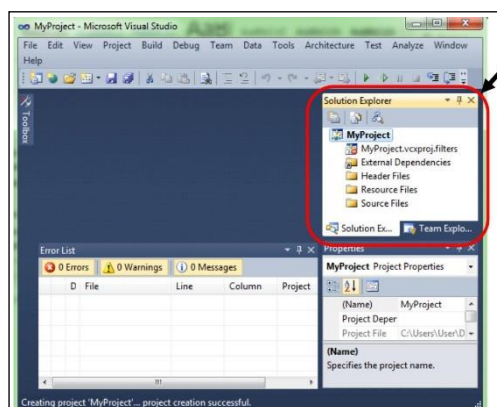 MyProject - Microsoft Visual Studio
File Edit View Project Build Debug Team Data Tools Architecture Test Analyze Window
Help
Toolbox
Solution Explorer
MyProject
MyProject.vcxproj.filters
External Dependencies
Header Files
Resource Files
Source Files
Solution Ex... Team Explo...
Error List
0 Errors 0 Warnings 0 Messages
D File Line Column Project
Properties
MyProject Project Properties
(Name) MyProject
Project Deper
Project File C:\Users\User\D
(Name)
Specifies the project name.
Creating project 'MyProject'... project creation successful.